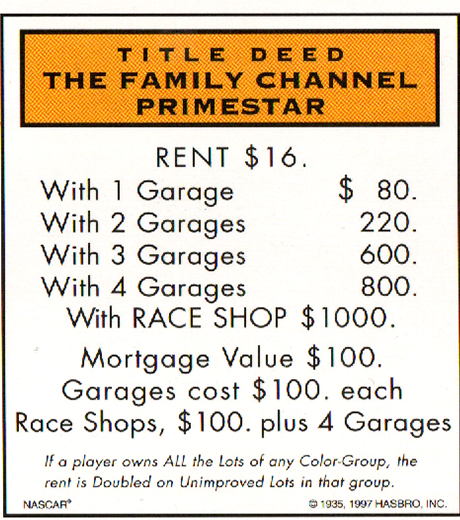 TITLE DEED
THE FAMILY CHANNEL
PRIMESTAR
RENT $16.
With 1 Garage $ 80.
With 2 Garages 220.
With 3 Garages 600.
With 4 Garages 800.
With RACE SHOP $1000.
Mortgage Value $100.
Garages cost $100. each
Race Shops, $100. plus 4 Garages
If a player owns ALL the Lots of any Color-Group, the
rent is Doubled on Unimproved Lots in that group.
NASCAR® © 1935, 1997 HASBRO, INC.